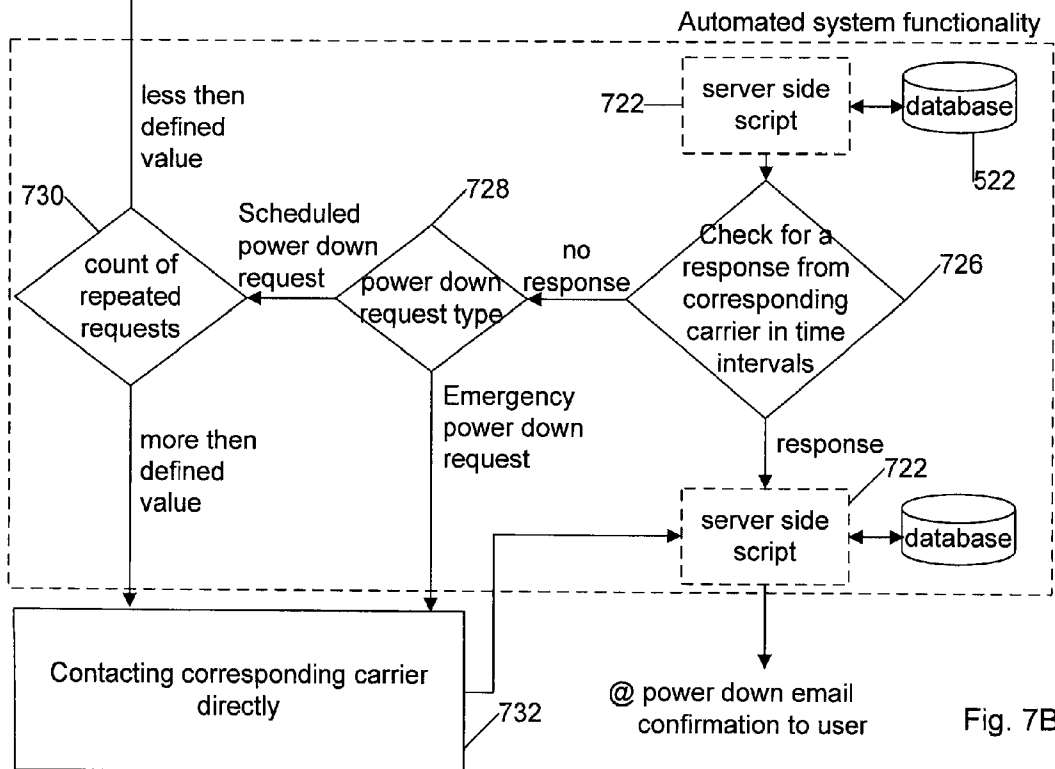 Automated system functionality
less then
defined
value
722
server side
script
database
522
730
728
Scheduled
power down
request
no
response
Check for a
response from
corresponding
carrier in time
intervals
726
count of
repeated
requests
power down
request type
Emergency
power down
request
more then
defined
value
response
722
server side
script
database
Contacting corresponding carrier
directly
732
@ power down email
confirmation to user
Fig. 7B